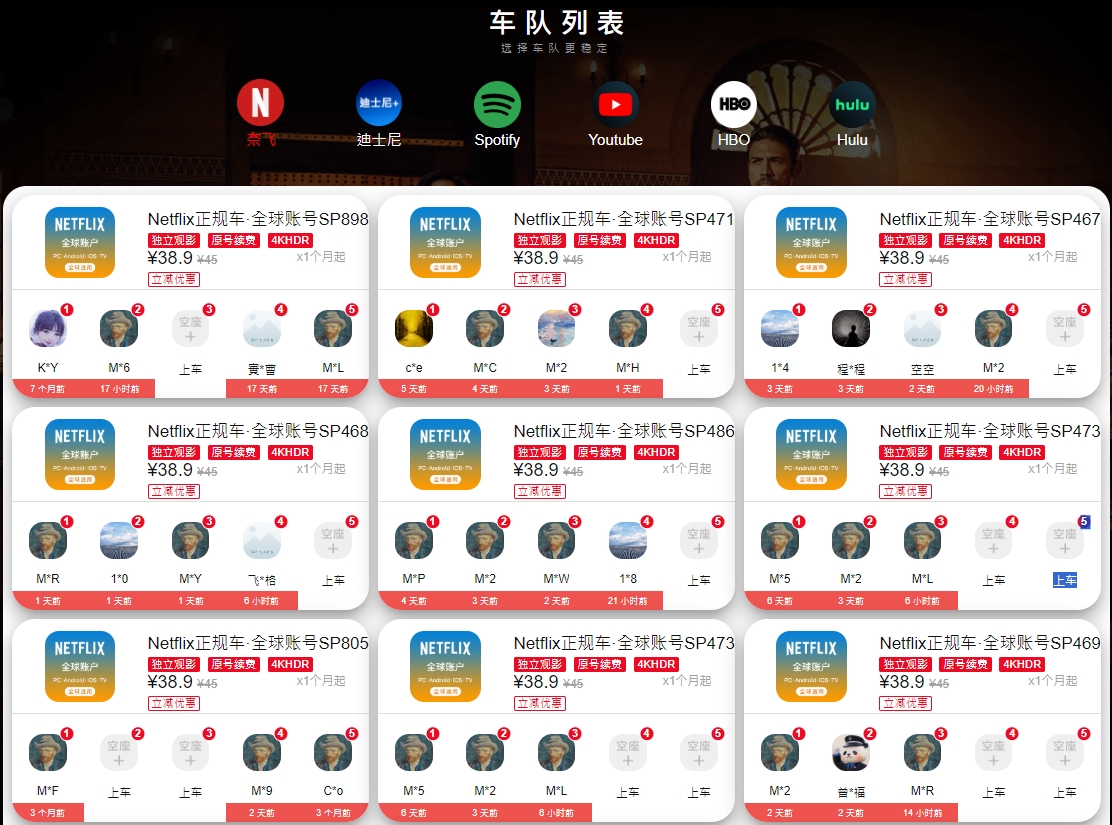 车队列表
选择车队更稳定
N
迪士尼+
HBO
hulu
奈飞
迪士尼
Spotify
Youtube
HBO
Hulu
NETFLIX
全球账户
PC·Android·IOS·TV
全球适用
Netflix正规车·全球账号SP898
独立观影 原号续费 4KHDR
¥38.9 ¥45 x1个月起
立减优惠
1 2 3 4 5
空座
K*Y M*6 上车 寞*曹 M*L
7 个月前 17 小时前 17 天前 17 天前
NETFLIX
全球账户
PC·Android·IOS·TV
全球适用
Netflix正规车·全球账号SP471
独立观影 原号续费 4KHDR
¥38.9 ¥45 x1个月起
立减优惠
1 2 3 4 5
空座
c*e M*C M*2 M*H 上车
5 天前 4 天前 3 天前 1 天前
NETFLIX
全球账户
PC·Android·IOS·TV
全球适用
Netflix正规车·全球账号SP467
独立观影 原号续费 4KHDR
¥38.9 ¥45 x1个月起
立减优惠
1 2 3 4 5
空座
1*4 程*程 空空 M*2 上车
3 天前 3 天前 2 天前 20 小时前
NETFLIX
全球账户
PC·Android·IOS·TV
全球适用
Netflix正规车·全球账号SP468
独立观影 原号续费 4KHDR
¥38.9 ¥45 x1个月起
立减优惠
1 2 3 4 5
空座
M*R 1*0 M*Y 飞*格 上车
1 天前 1 天前 1 天前 6 小时前
NETFLIX
全球账户
PC·Android·IOS·TV
全球适用
Netflix正规车·全球账号SP486
独立观影 原号续费 4KHDR
¥38.9 ¥45 x1个月起
立减优惠
1 2 3 4 5
空座
M*P M*2 M*W 1*8 上车
4 天前 3 天前 2 天前 21 小时前
NETFLIX
全球账户
PC·Android·IOS·TV
全球适用
Netflix正规车·全球账号SP473
独立观影 原号续费 4KHDR
¥38.9 ¥45 x1个月起
立减优惠
1 2 3 4 5
空座 空座
M*5 M*2 M*L 上车 上车
6 天前 3 天前 6 小时前
NETFLIX
全球账户
PC·Android·IOS·TV
全球适用
Netflix正规车·全球账号SP805
独立观影 原号续费 4KHDR
¥38.9 ¥45 x1个月起
立减优惠
1 2 3 4 5
空座 空座
M*F 上车 上车 M*9 C*o
3 个月前 2 天前 3 个月前
NETFLIX
全球账户
PC·Android·IOS·TV
全球适用
Netflix正规车·全球账号SP473
独立观影 原号续费 4KHDR
¥38.9 ¥45 x1个月起
立减优惠
1 2 3 4 5
空座 空座
M*5 M*2 M*L 上车 上车
6 天前 3 天前 6 小时前
NETFLIX
全球账户
PC·Android·IOS·TV
全球适用
Netflix正规车·全球账号SP469
独立观影 原号续费 4KHDR
¥38.9 ¥45 x1个月起
立减优惠
1 2 3 4 5
空座 空座
M*2 曾*福 M*R 上车 上车
2 天前 2 天前 14 小时前